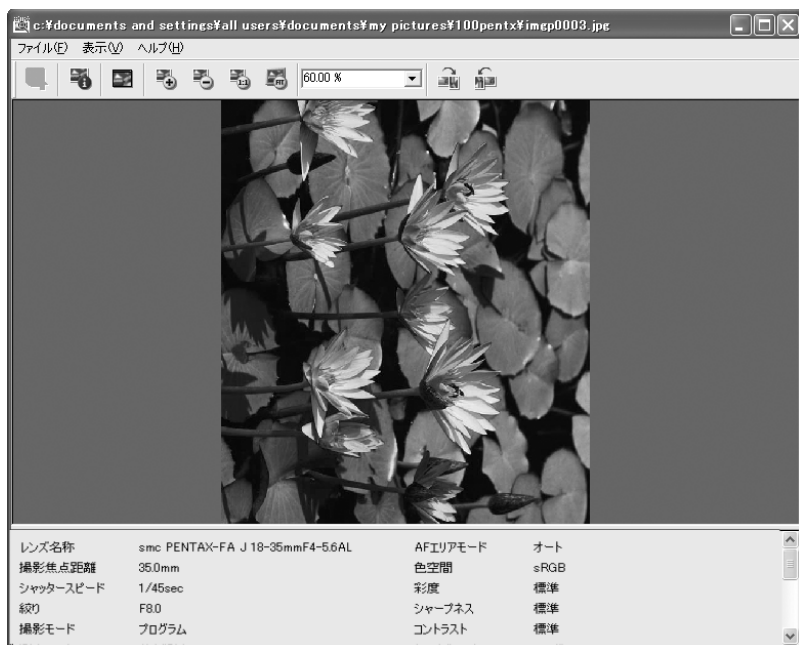 c:¥documents and settings¥all users¥documents¥my pictures¥100pentx¥imgp0003.jpg
ファイル(F) 表示(V) ヘルプ(H)
1:1 FIT 60.00 %
レンズ名称 smc PENTAX-FA J 18-35mmF4-5.6AL AFエリアモード オート
撮影焦点距離 35.0mm 色空間 sRGB
シャッタースピード 1/45sec 彩度 標準
絞り F8.0 シャープネス 標準
撮影モード プログラム コントラスト 標準